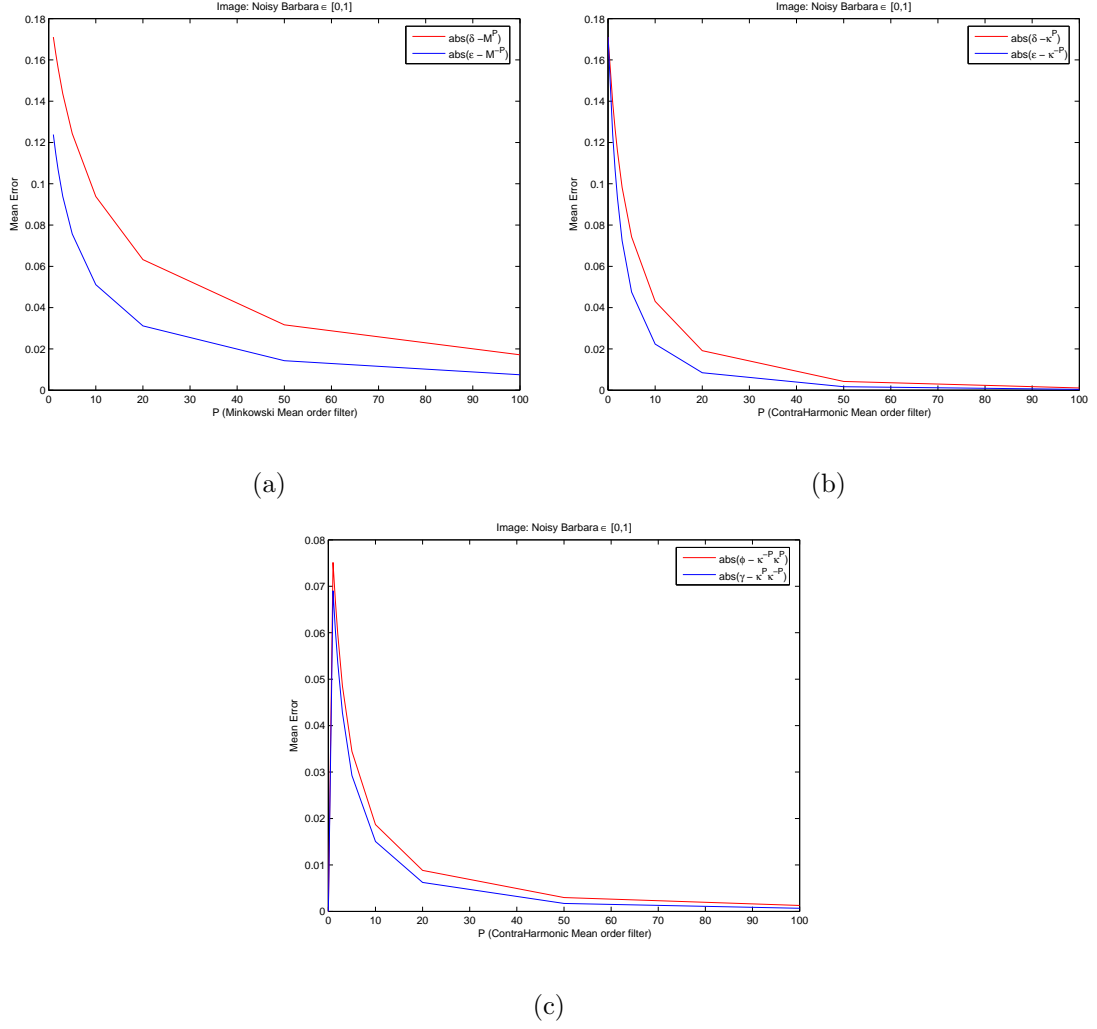 Image: Noisy Barbara ∈ [0,1]
abs(δ −M^P)
abs(ε − M^−P)
0.18
0.16
0.14
0.12
0.1
0.08
0.06
0.04
0.02
0
Mean Error
0 10 20 30 40 50 60 70 80 90 100
P (Minkowski Mean order filter)
(a)
Image: Noisy Barbara ∈ [0,1]
abs(δ −κ^P)
abs(ε − κ^−P)
0.18
0.16
0.14
0.12
0.1
0.08
0.06
0.04
0.02
0
Mean Error
0 10 20 30 40 50 60 70 80 90 100
P (ContraHarmonic Mean order filter)
(b)
Image: Noisy Barbara ∈ [0,1]
abs(φ − κ^−P κ^P)
abs(γ − κ^P κ^−P)
0.08
0.07
0.06
0.05
0.04
0.03
0.02
0.01
0
Mean Error
0 10 20 30 40 50 60 70 80 90 100
P (ContraHarmonic Mean order filter)
(c)